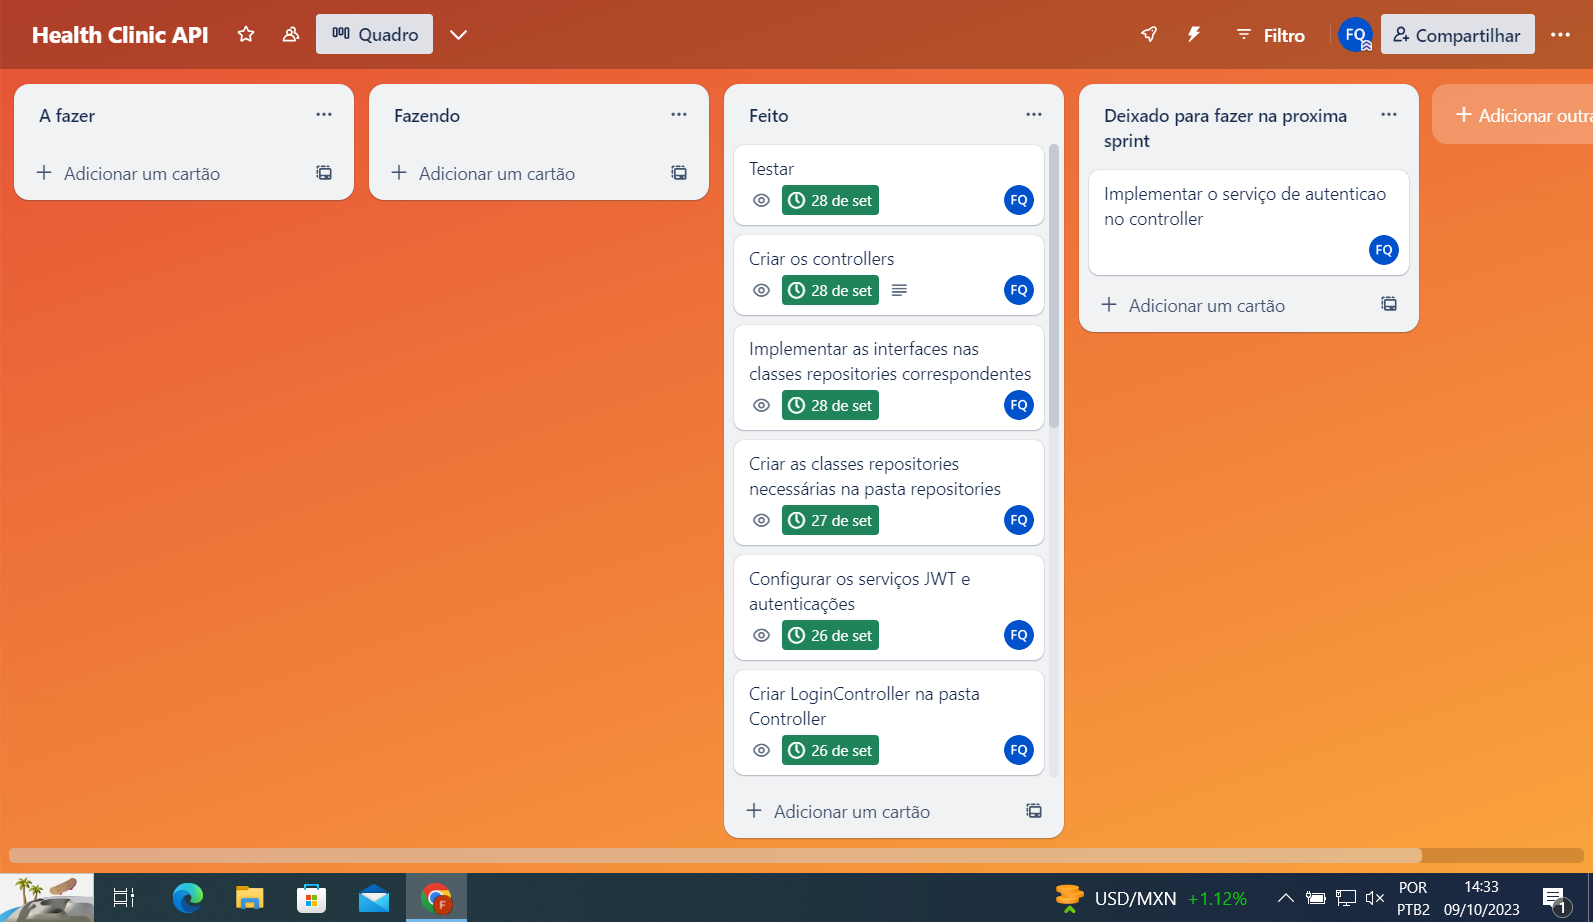 Health Clinic API
Quadro
Filtro
FQ
Compartilhar
A fazer
Adicionar um cartão
Fazendo
Adicionar um cartão
Feito
Testar
28 de set
FQ
Criar os controllers
28 de set
FQ
Implementar as interfaces nas
classes repositories correspondentes
28 de set
FQ
Criar as classes repositories
necessárias na pasta repositories
27 de set
FQ
Configurar os serviços JWT e
autenticações
26 de set
FQ
Criar LoginController na pasta
Controller
26 de set
FQ
Adicionar um cartão
Deixado para fazer na proxima
sprint
Implementar o serviço de autenticao
no controller
FQ
Adicionar um cartão
Adicionar outra
F
USD/MXN +1.12%
POR
PTB2
14:33
09/10/2023
1